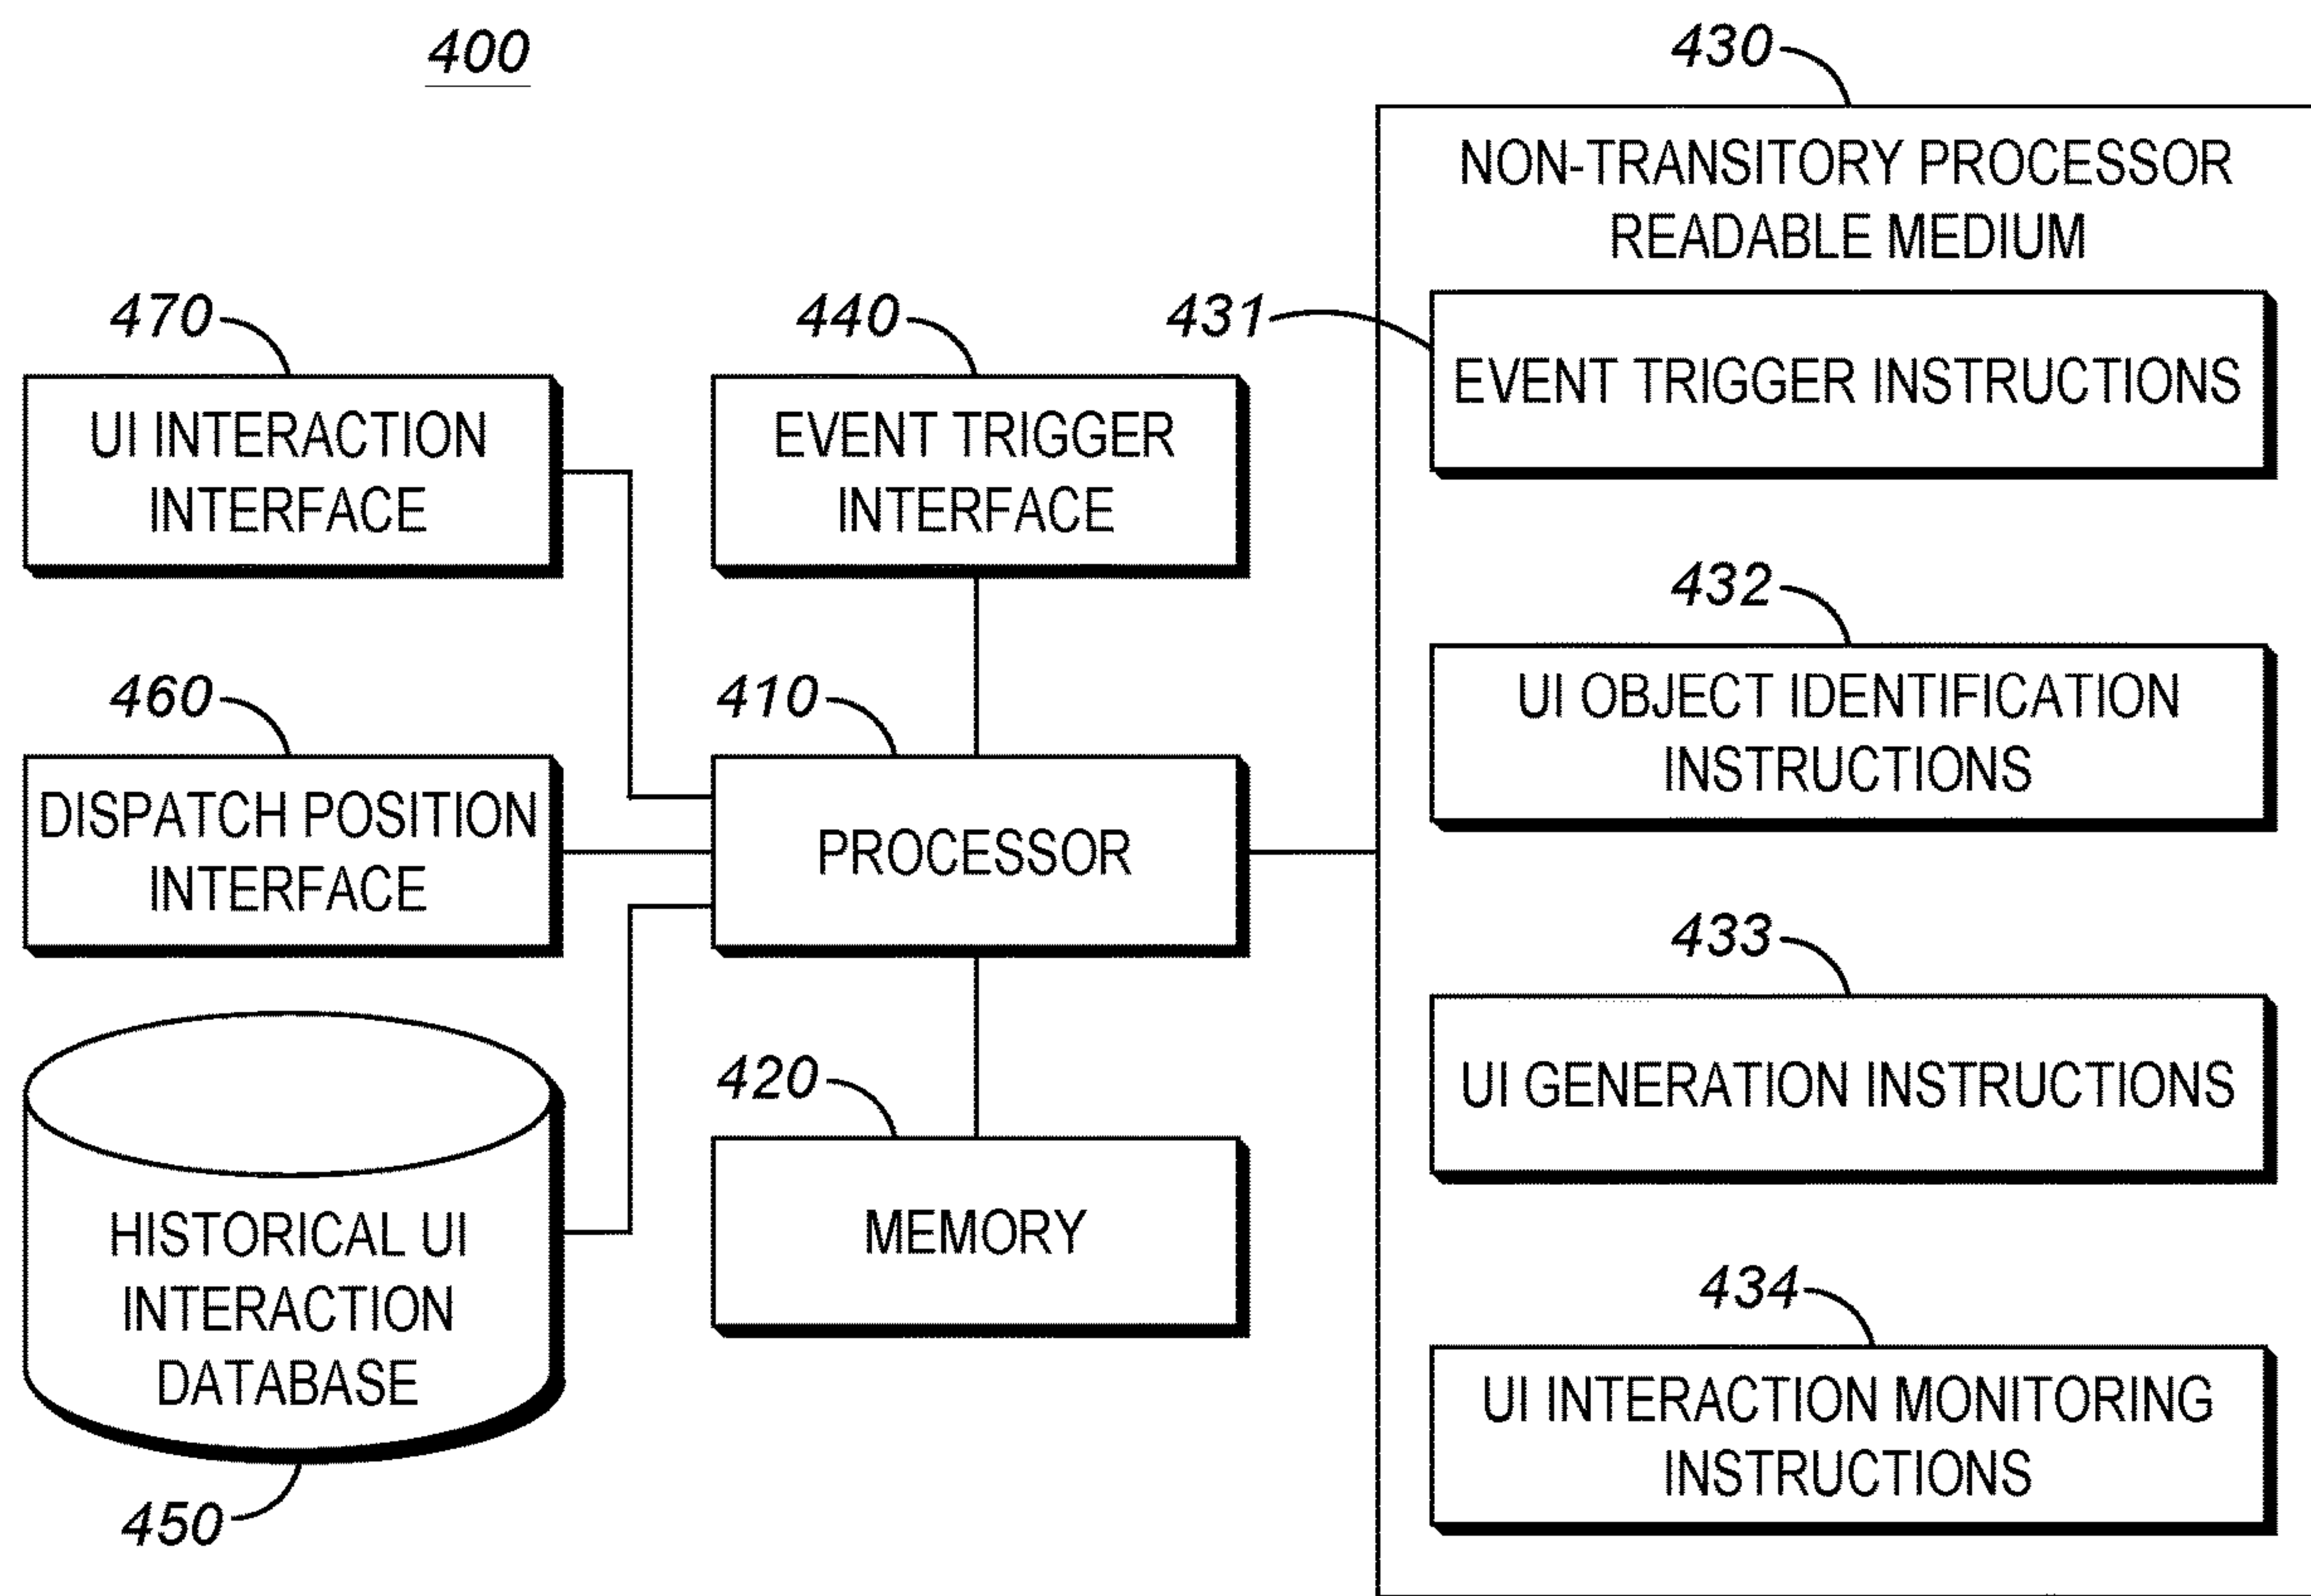 400
430
NON-TRANSITORY PROCESSOR
READABLE MEDIUM
431
EVENT TRIGGER INSTRUCTIONS
432
UI OBJECT IDENTIFICATION
INSTRUCTIONS
433
UI GENERATION INSTRUCTIONS
434
UI INTERACTION MONITORING
INSTRUCTIONS
470
UI INTERACTION
INTERFACE
440
EVENT TRIGGER
INTERFACE
460
DISPATCH POSITION
INTERFACE
410
PROCESSOR
420
MEMORY
HISTORICAL UI
INTERACTION
DATABASE
450